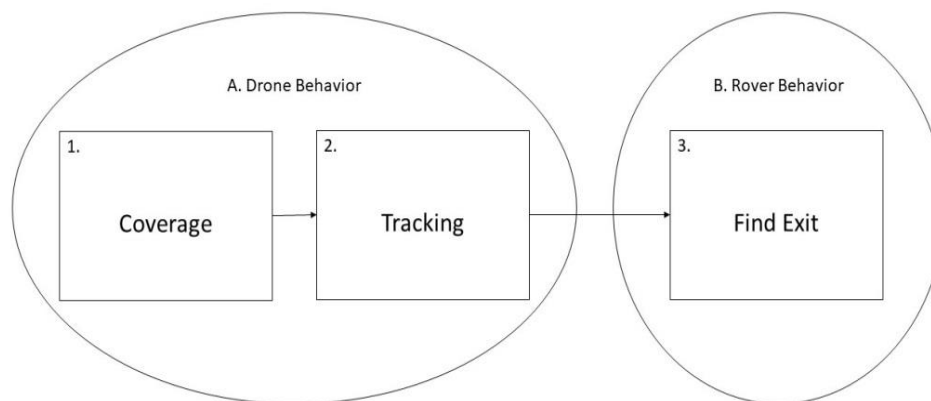 A. Drone Behavior
B. Rover Behavior
1.
Coverage
2.
Tracking
3.
Find Exit